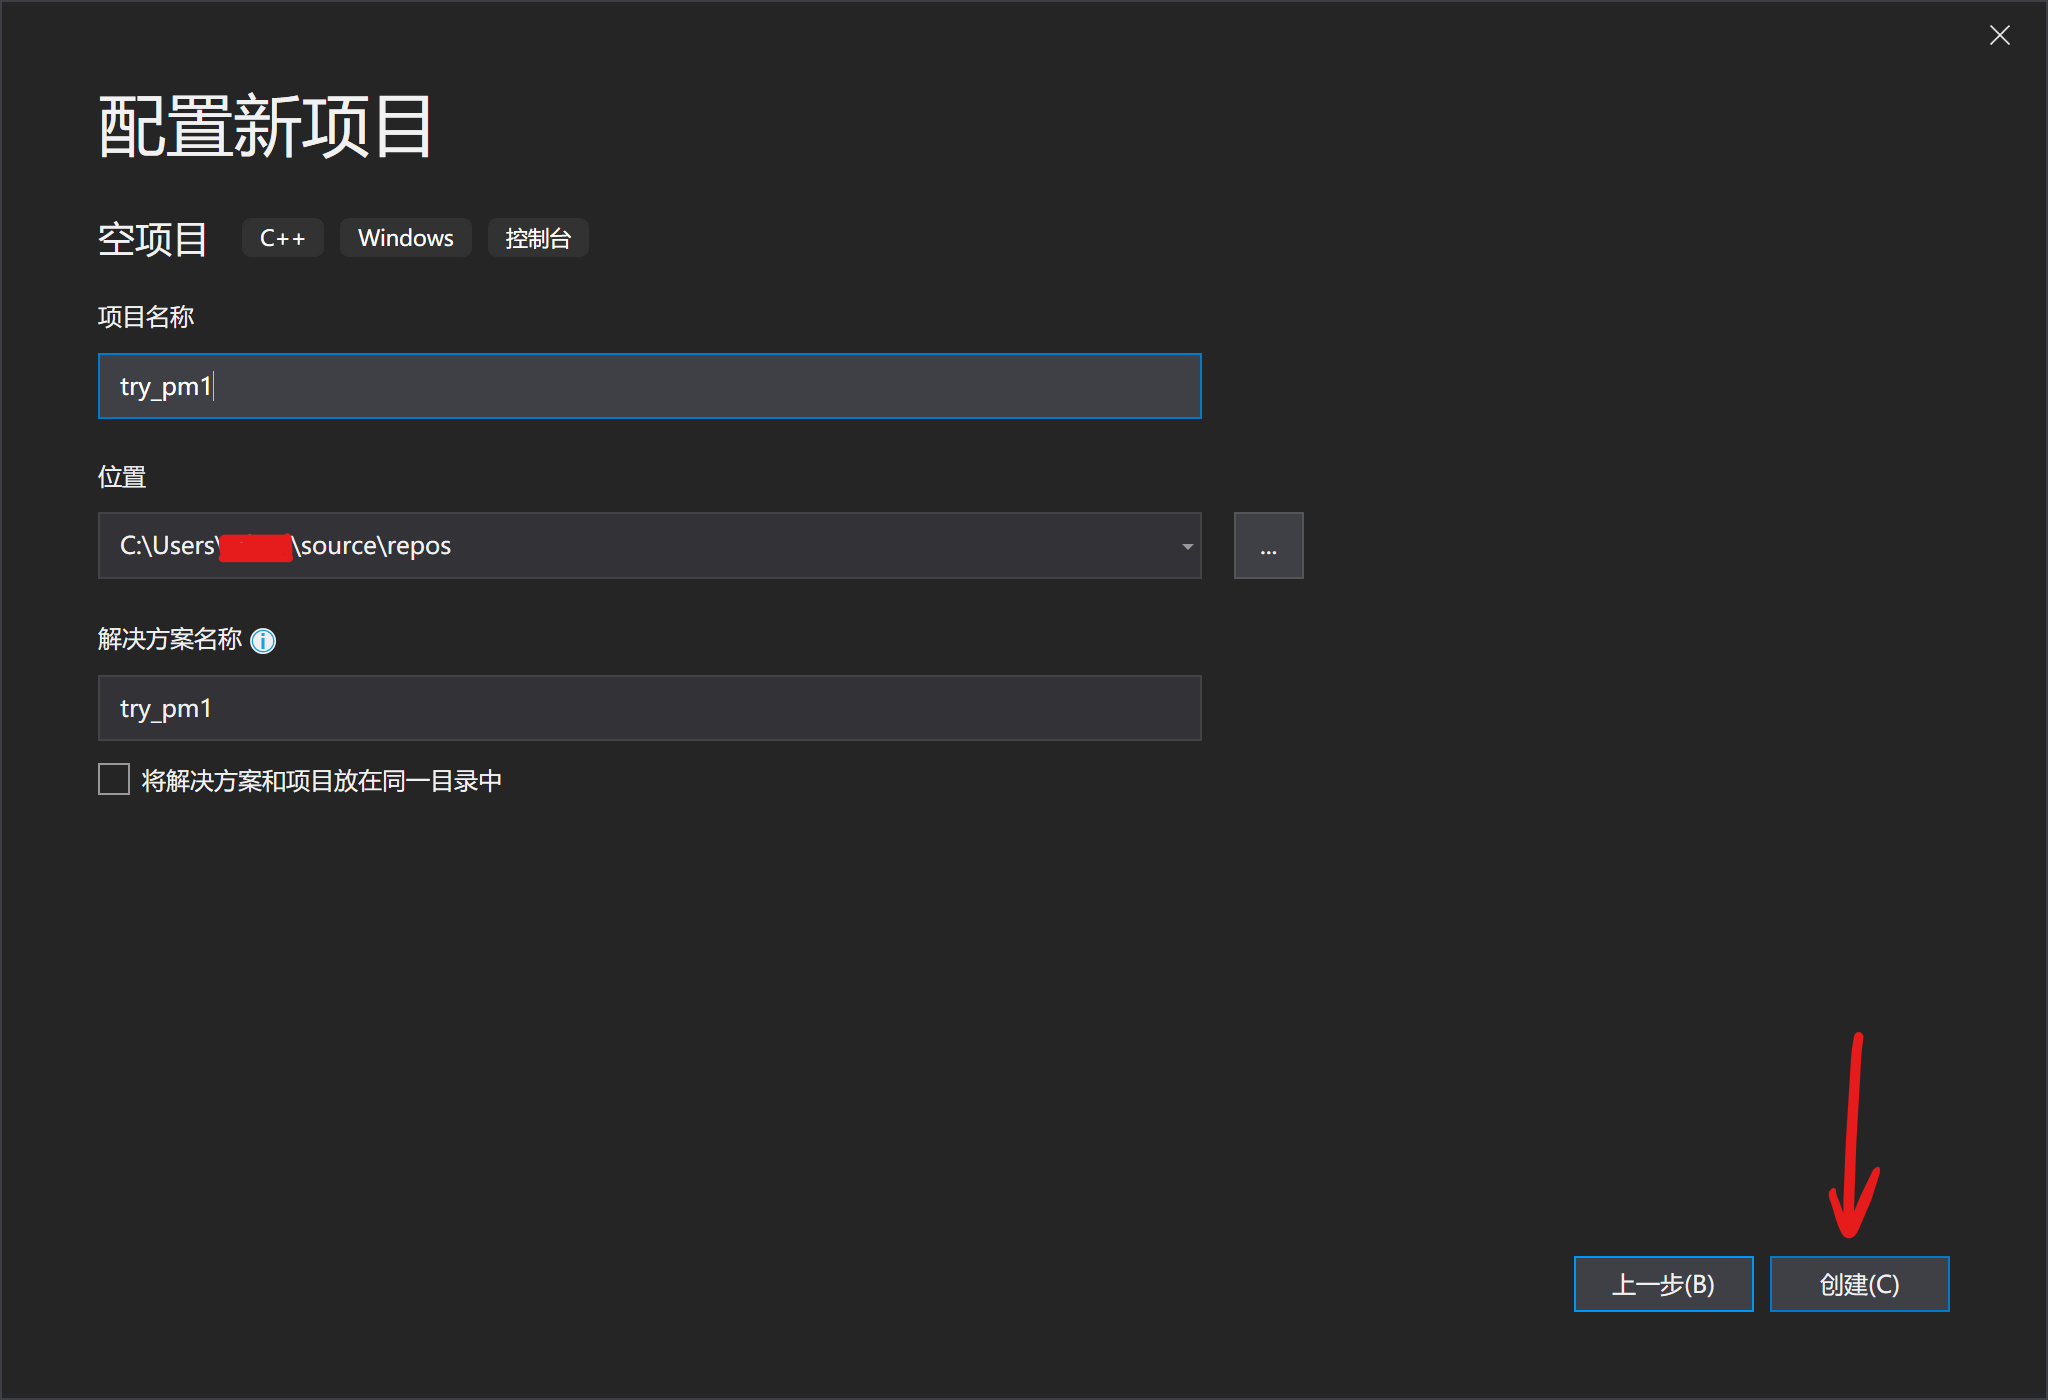 配置新项目
空项目 C++ Windows 控制台
项目名称
try_pm1
位置
C:\Users\ \source\repos
...
解决方案名称
try_pm1
将解决方案和项目放在同一目录中
上一步(B) 创建(C)